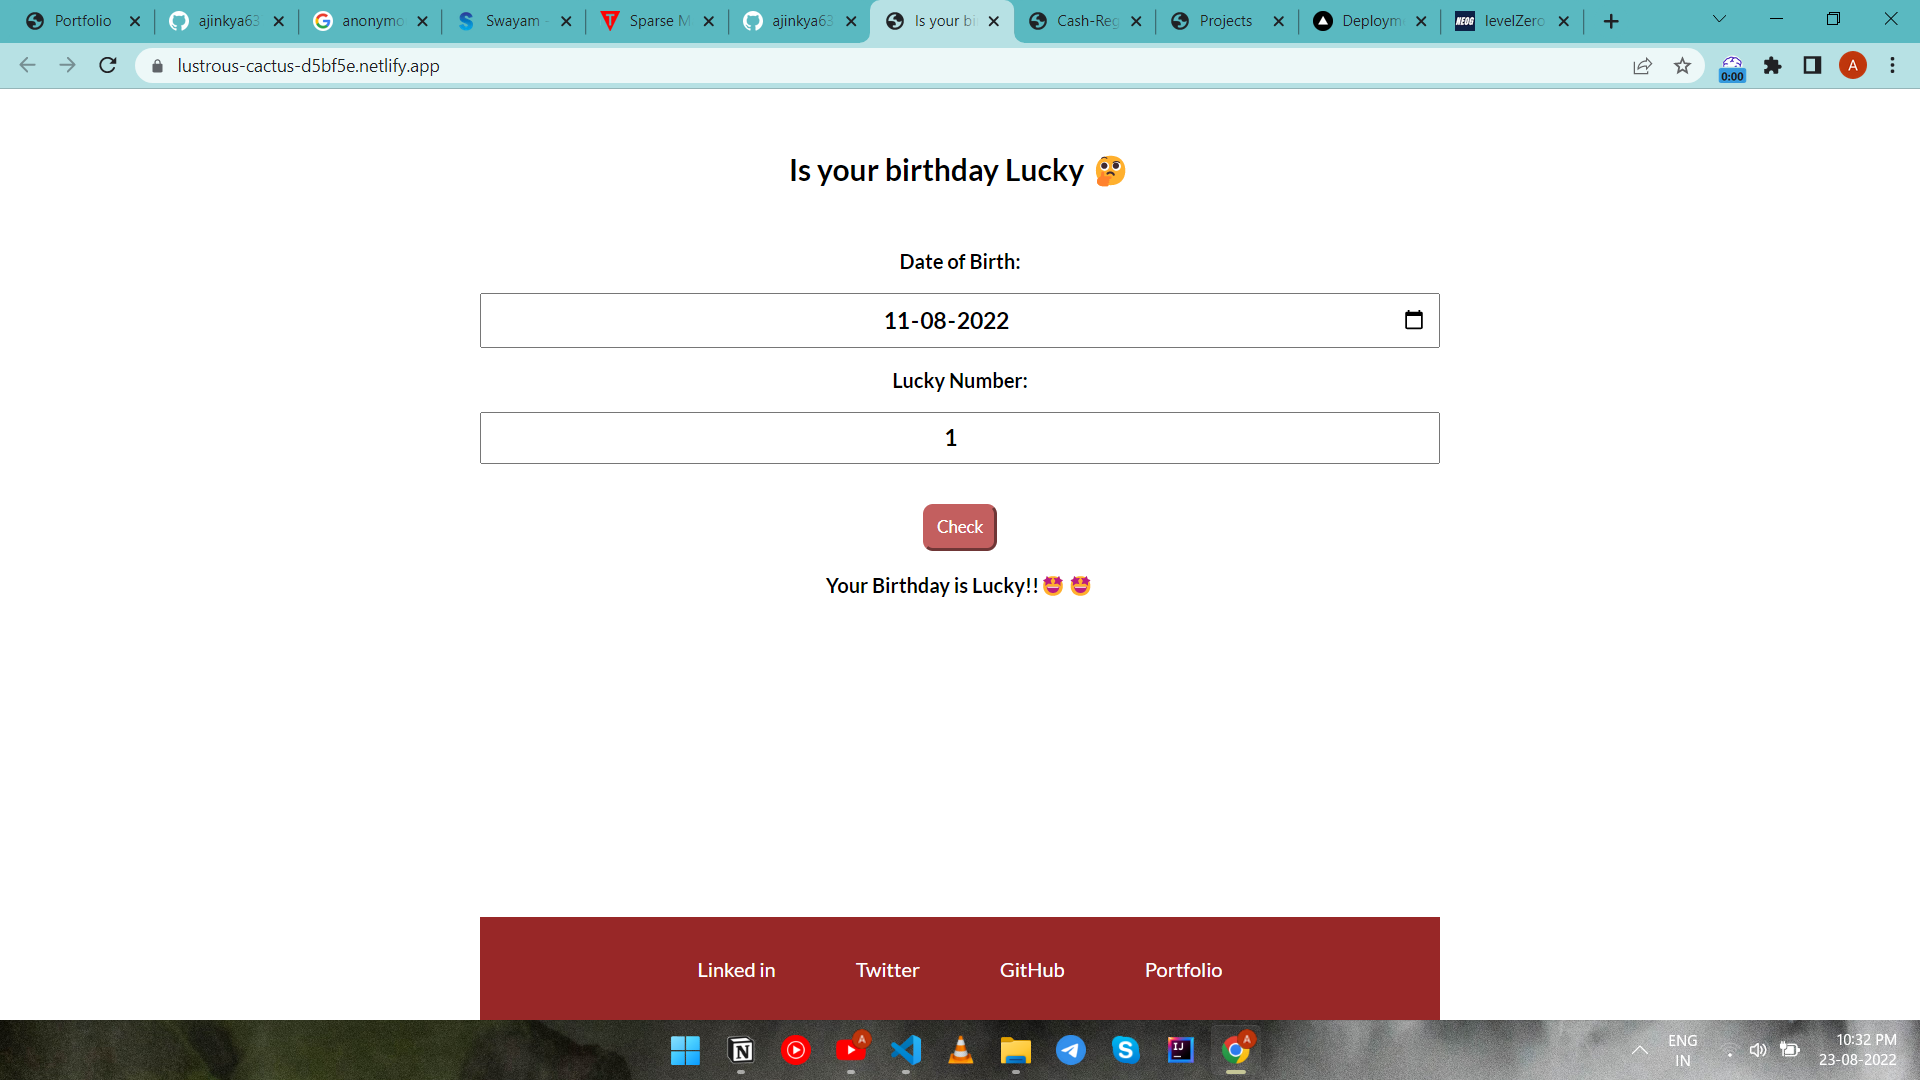 Portfolio
ajinkya63
anonymo
Swayam -
Sparse M
ajinkya63
Is your bi
Cash-Reg
Projects
Deploym
levelZero
lustrous-cactus-d5bf5e.netlify.app
0:00
A
Is your birthday Lucky 🤔
Date of Birth:
11-08-2022
Lucky Number:
1
Check
Your Birthday is Lucky!!🤩 🤩
Linked in
Twitter
GitHub
Portfolio
ENG
IN
10:32 PM
23-08-2022